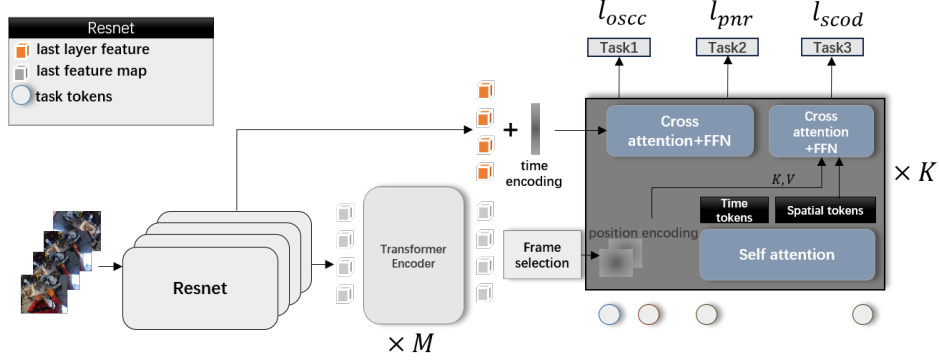 Resnet
last layer feature
last feature map
task tokens
l_oscc
l_pnr
l_scod
Task1
Task2
Task3
Cross
attention+FFN
Cross
attention
+FFN
× K
+
time
encoding
K,V
Time
tokens
Spatial tokens
position encoding
Self attention
Frame
selection
Transformer
Encoder
× M
Resnet